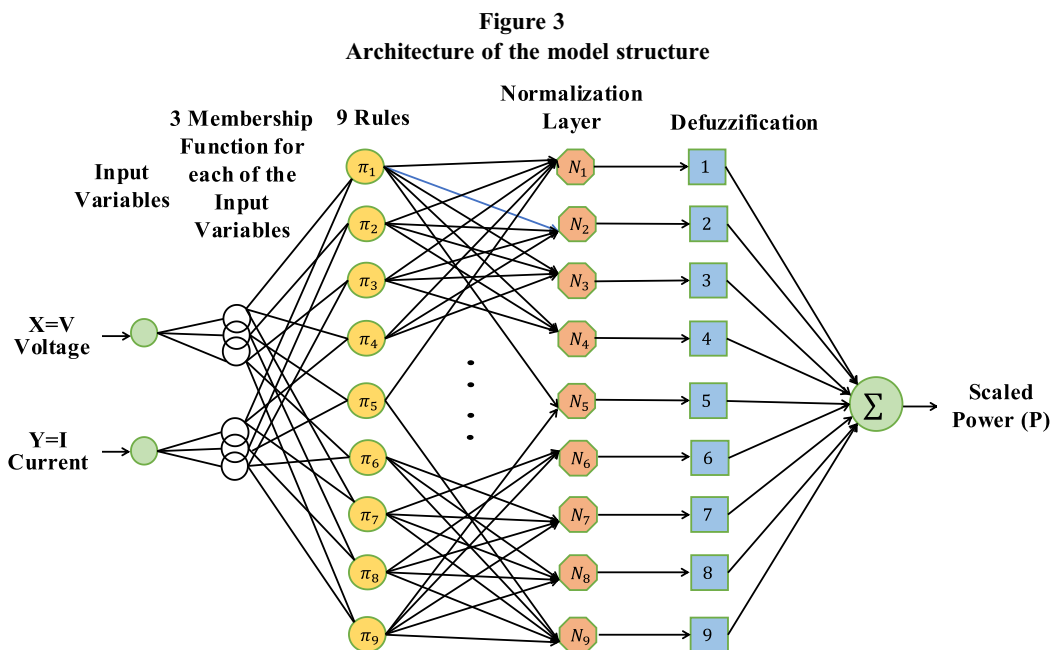 Figure 3
Architecture of the model structure
Input
Variables
3 Membership
Function for
each of the
Input
Variables
9 Rules
Normalization
Layer
Defuzzification
X=V
Voltage
Y=I
Current
π1
π2
π3
π4
π5
π6
π7
π8
π9
N1
N2
N3
N4
N5
N6
N7
N8
N9
1
2
3
4
5
6
7
8
9
Σ
Scaled
Power (P)